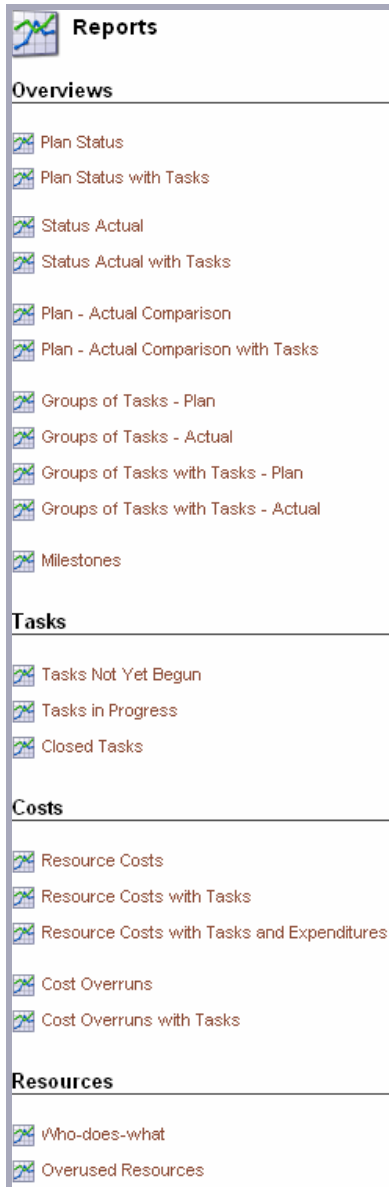 Reports
Overviews
Plan Status
Plan Status with Tasks
Status Actual
Status Actual with Tasks
Plan - Actual Comparison
Plan - Actual Comparison with Tasks
Groups of Tasks - Plan
Groups of Tasks - Actual
Groups of Tasks with Tasks - Plan
Groups of Tasks with Tasks - Actual
Milestones
Tasks
Tasks Not Yet Begun
Tasks in Progress
Closed Tasks
Costs
Resource Costs
Resource Costs with Tasks
Resource Costs with Tasks and Expenditures
Cost Overruns
Cost Overruns with Tasks
Resources
Who-does-what
Overused Resources